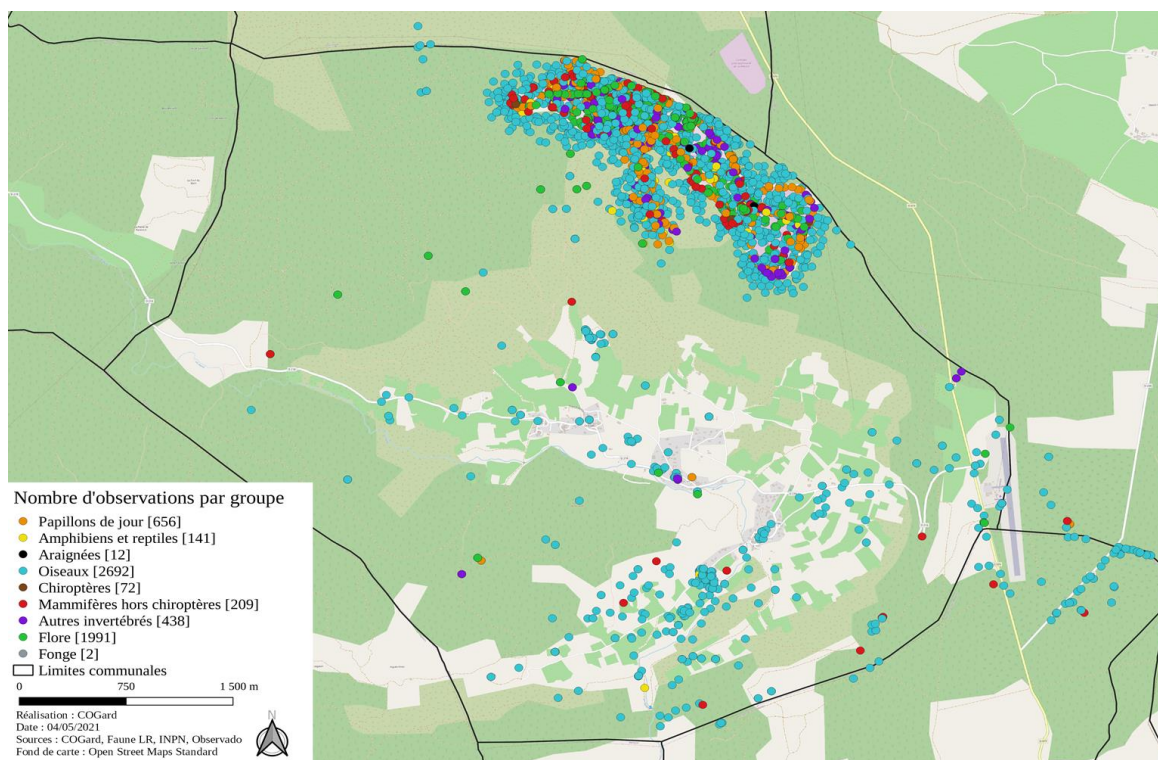 Nombre d'observations par groupe
Papillons de jour [656]
Amphibiens et reptiles [141]
Araignées [12]
Oiseaux [2692]
Chiroptères [72]
Mammifères hors chiroptères [209]
Autres invertébrés [438]
Flore [1991]
Fonge [2]
Limites communales
0 750 1 500 m
Réalisation : COGard
Date : 04/05/2021
Sources : COGard, Faune LR, INPN, Observado
Fond de carte : Open Street Maps Standard
N